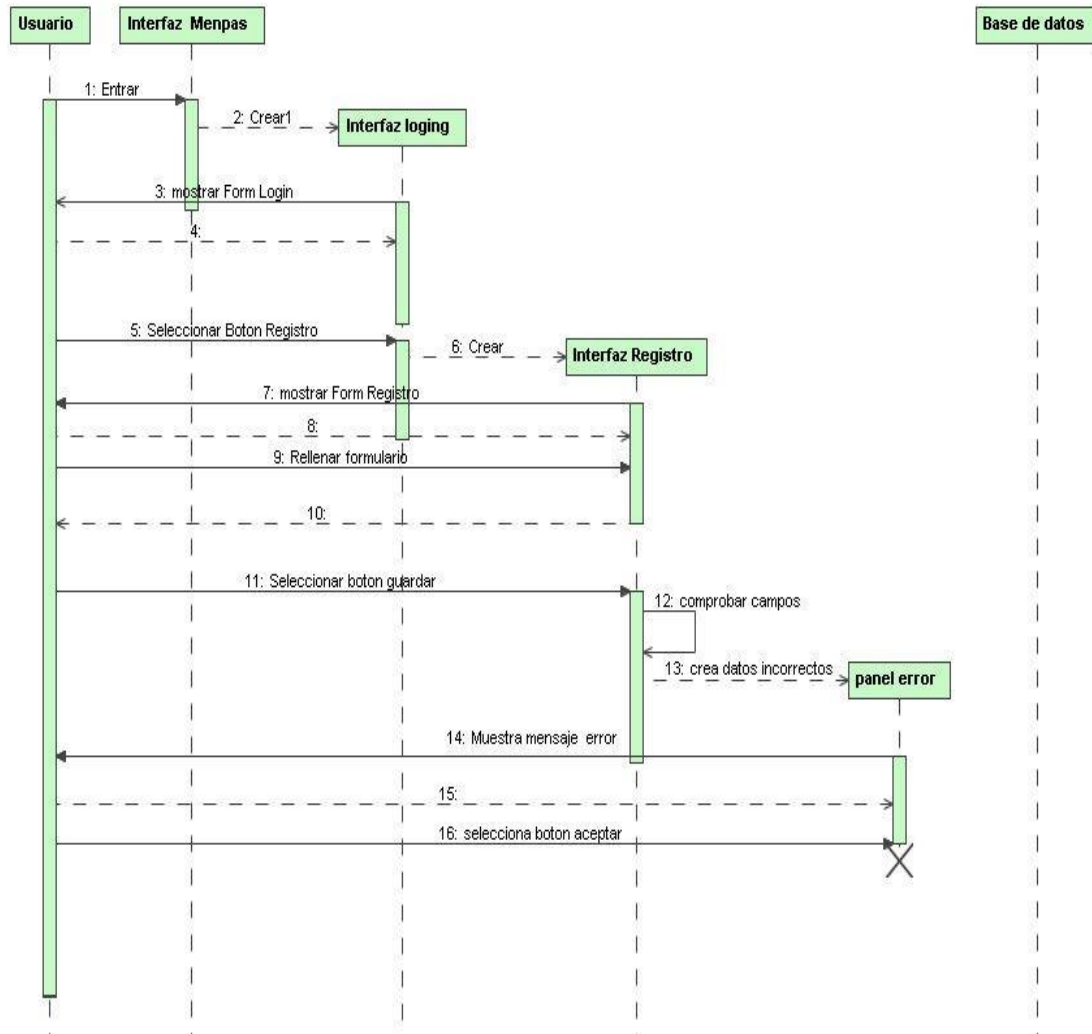 Usuario
Interfaz Menpas
Base de datos
1: Entrar
2: Crear1
Interfaz loging
3: mostrar Form Login
4:
5: Seleccionar Boton Registro
6: Crear
Interfaz Registro
7: mostrar Form Registro
8:
9: Rellenar formulario
10:
11: Seleccionar boton guardar
12: comprobar campos
13: crea datos incorrectos
panel error
14: Muestra mensaje error
15:
16: selecciona boton aceptar